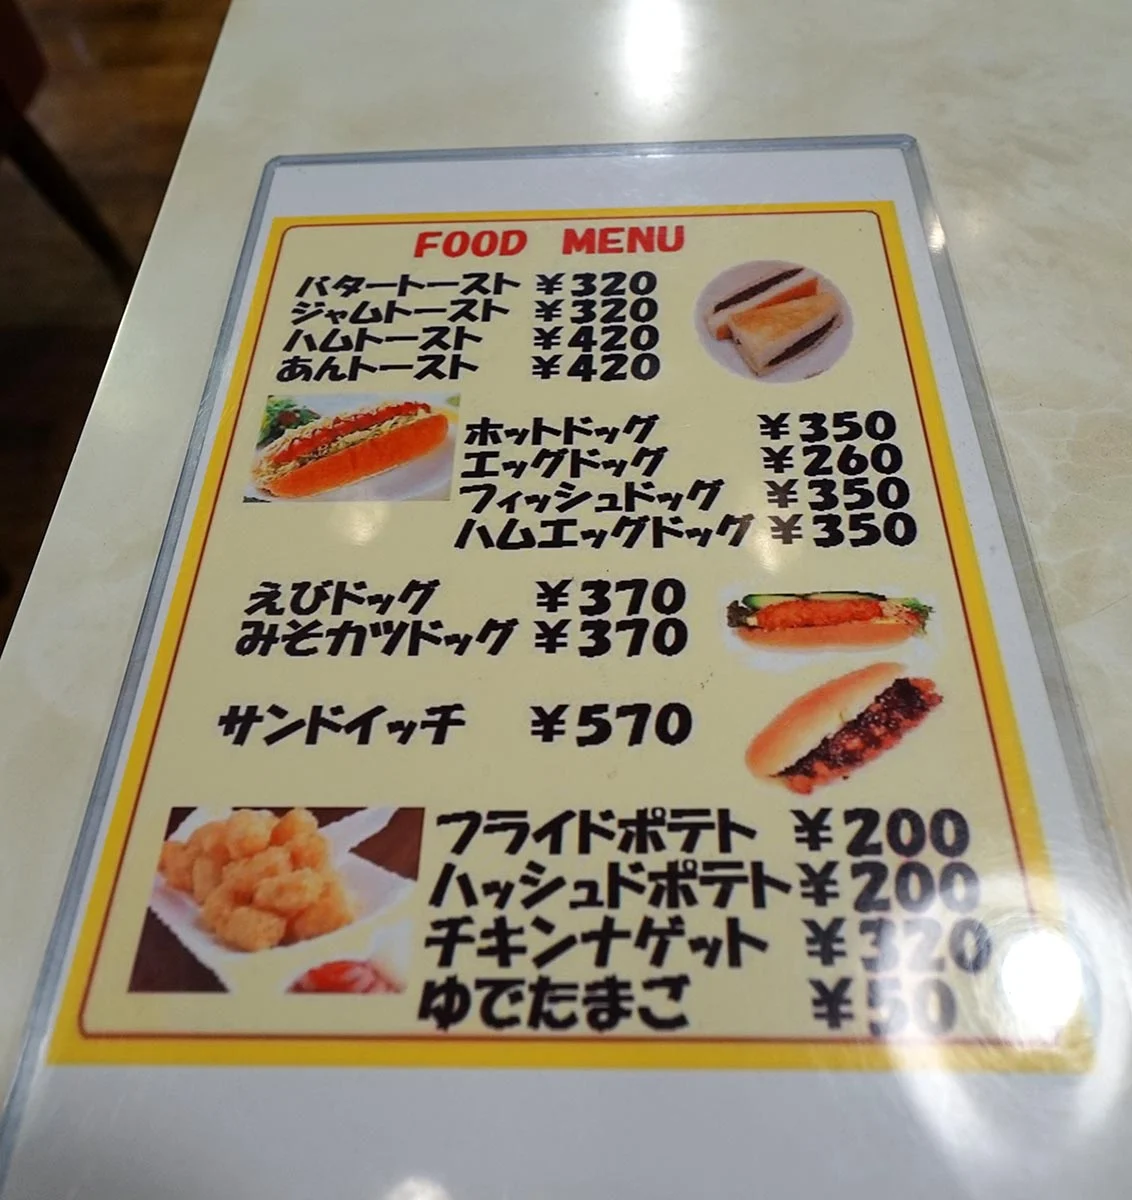 FOOD MENU
バタートースト ¥320
ジャムトースト ¥320
ハムトースト ¥420
あんトースト ¥420
ホットドッグ ¥350
エッグドッグ ¥260
フィッシュドッグ ¥350
ハムエッグドッグ ¥350
えびドッグ ¥370
みそカツドッグ ¥370
サンドイッチ ¥570
フライドポテト ¥200
ハッシュドポテト ¥200
チキンナゲット ¥320
ゆでたまご ¥50